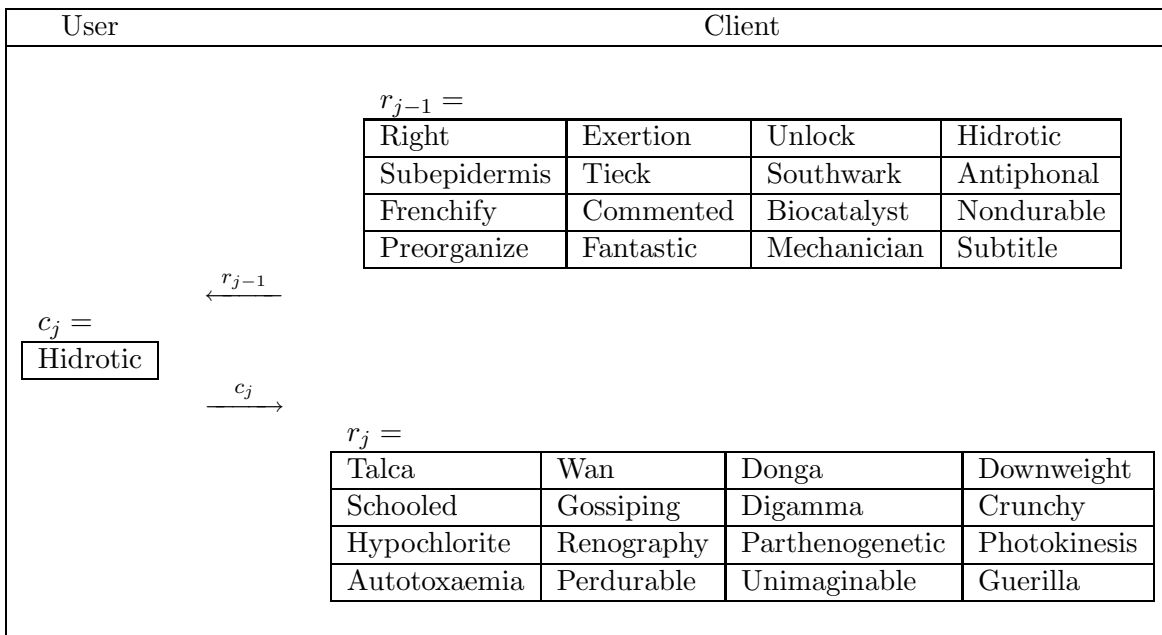 User Client
r_{j−1} =
Right Exertion Unlock Hidrotic
Subepidermis Tieck Southwark Antiphonal
Frenchify Commented Biocatalyst Nondurable
Preorganize Fantastic Mechanician Subtitle
r_{j−1}
c_j =
Hidrotic
c_j
r_j =
Talca Wan Donga Downweight
Schooled Gossiping Digamma Crunchy
Hypochlorite Renography Parthenogenetic Photokinesis
Autotoxaemia Perdurable Unimaginable Guerilla